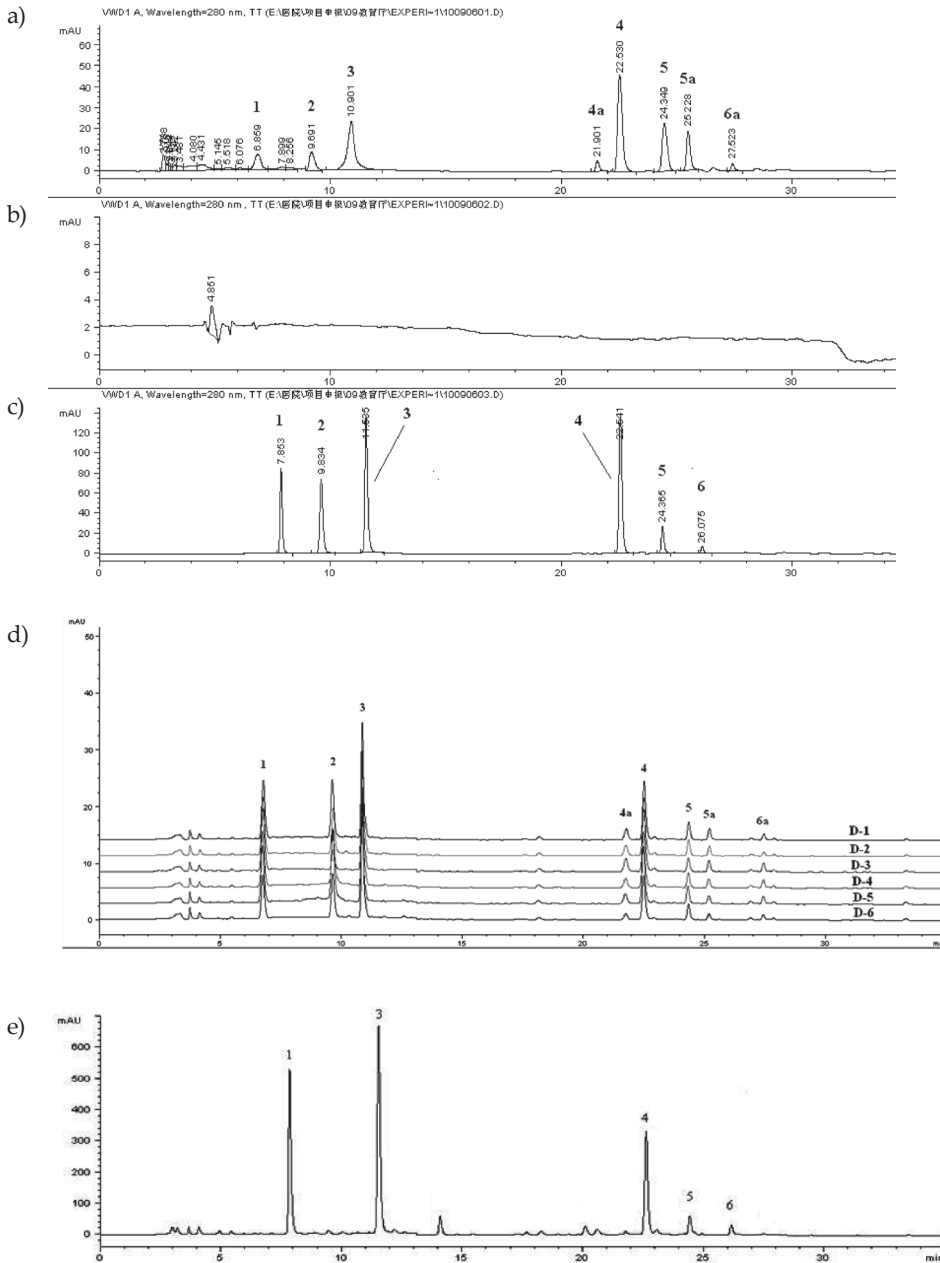 a)
VWD1 A, Wavelength=280 nm, TT (E:\医院\项目申报\09教育厅\EXPERI~1\10090601.D)
mAU
4
22.530
3
10.901
5
24.349
5a
25.228
1
6.859
2
9.691
4a
21.901
6a
27.523
4.080
4.431
5.145
5.518
6.076
7.899
8.256
60
50
40
30
20
10
0
0 10 20 30
b)
VWD1 A, Wavelength=280 nm, TT (E:\医院\项目申报\09教育厅\EXPERI~1\10090602.D)
mAU
8
6
4
2
0
4.851
0 10 20 30
c)
VWD1 A, Wavelength=280 nm, TT (E:\医院\项目申报\09教育厅\EXPERI~1\10090603.D)
mAU
120
100
80
60
40
20
0
1
7.853
2
9.834
3
4
5
24.365
6
26.075
0 10 20 30
d)
mAU
50
40
30
20
10
0
1
2
3
4a
4
5
5a
6a
D-1
D-2
D-3
D-4
D-5
D-6
0 5 10 15 20 25 30
e)
mAU
600
500
400
300
200
100
0
1
3
4
5
6
0 5 10 15 20 25 30 min